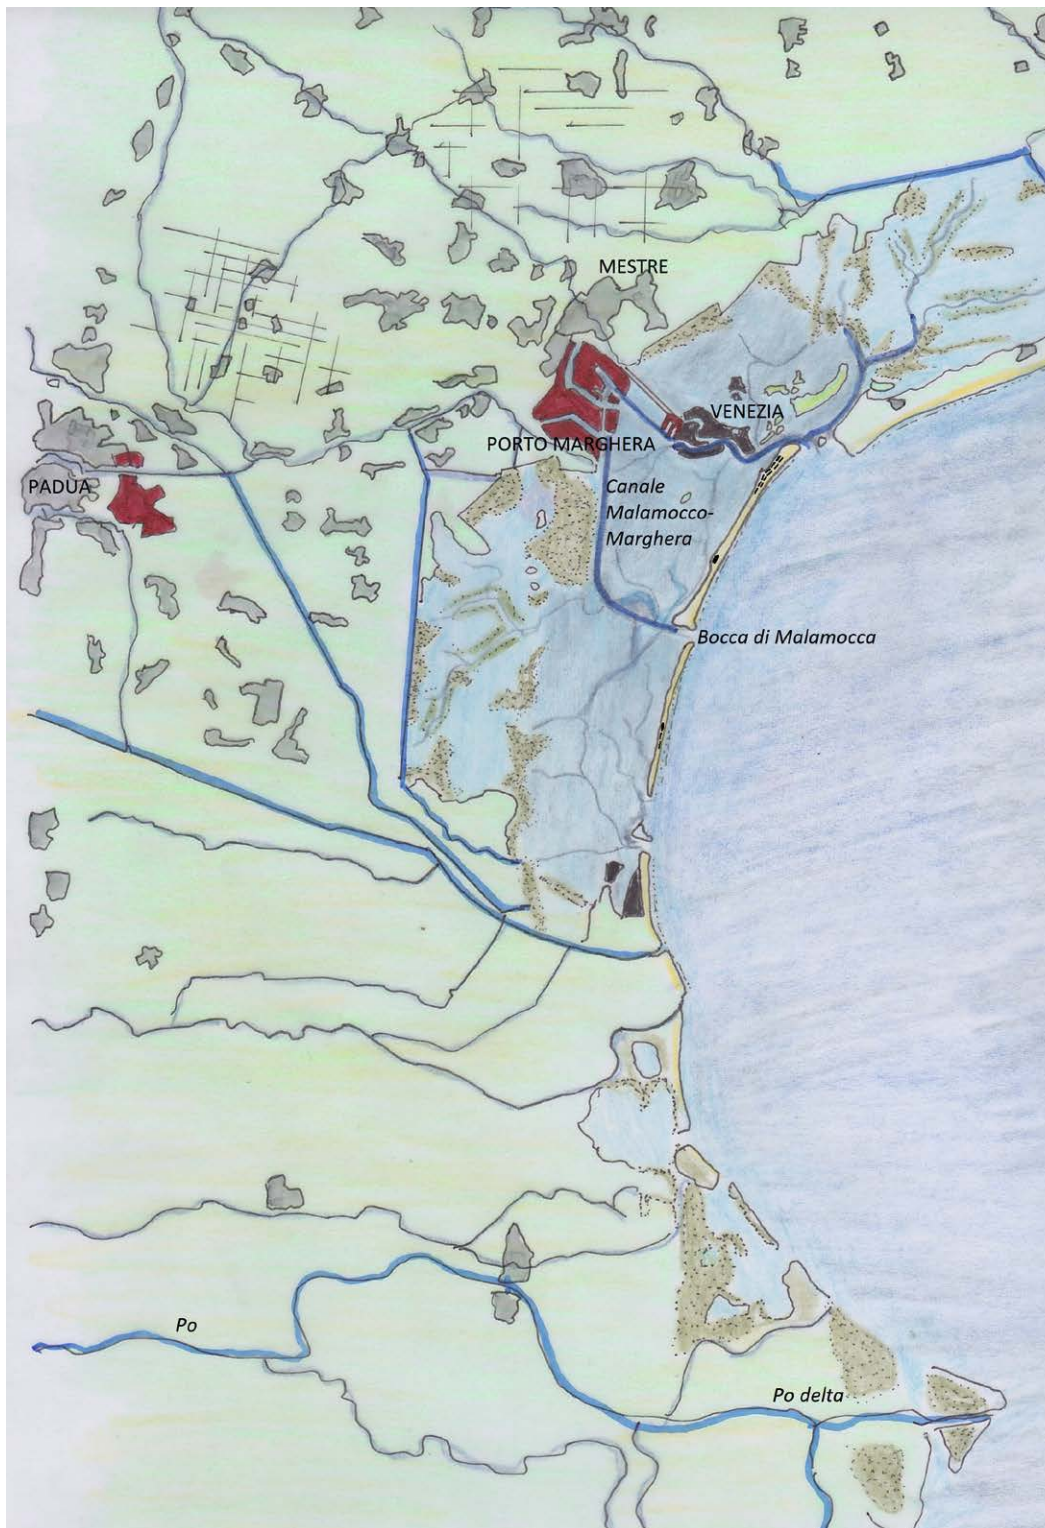 MESTRE
VENEZIA
PORTO MARGHERA
PADUA
Canale
Malamocco-
Marghera
Bocca di Malamocca
Po
Po delta